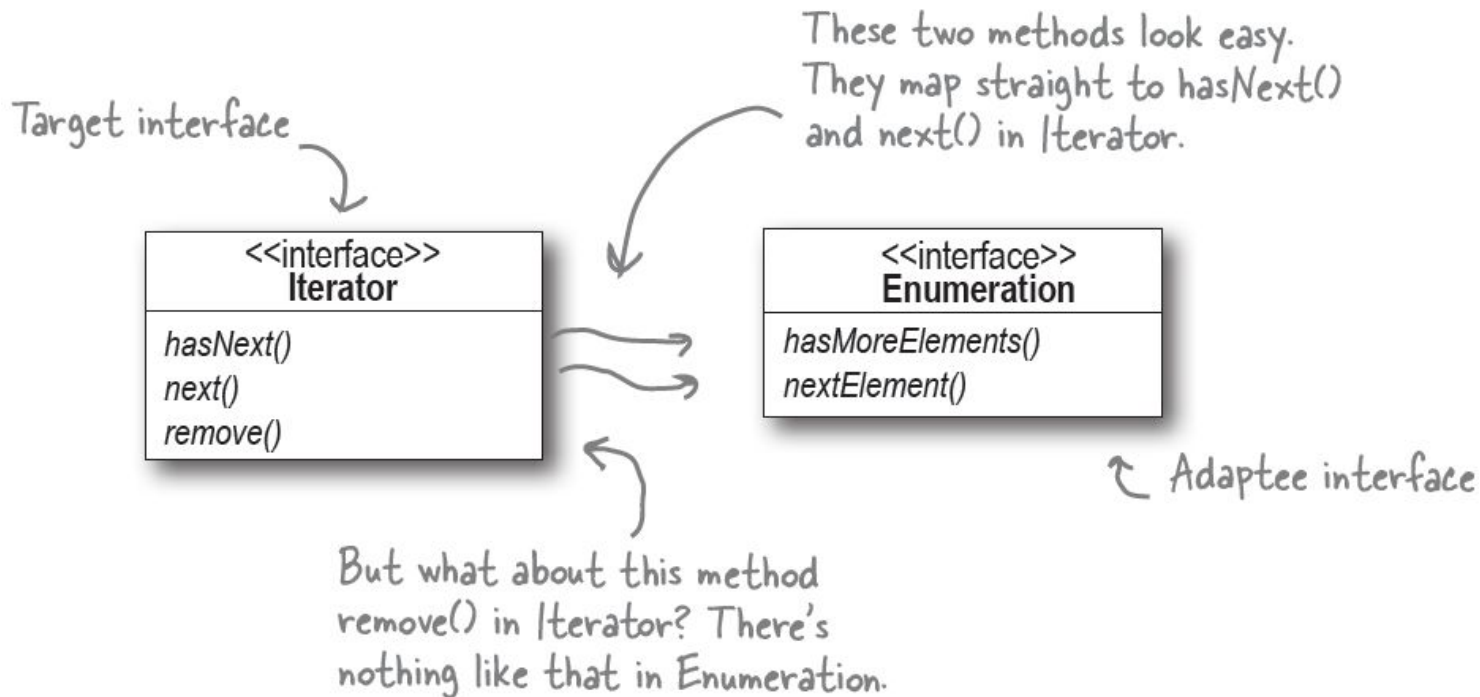 These two methods look easy.
They map straight to hasNext()
and next() in Iterator.
Target interface
<<interface>>
Iterator
hasNext()
next()
remove()
<<interface>>
Enumeration
hasMoreElements()
nextElement()
Adaptee interface
But what about this method
remove() in Iterator? There's
nothing like that in Enumeration.